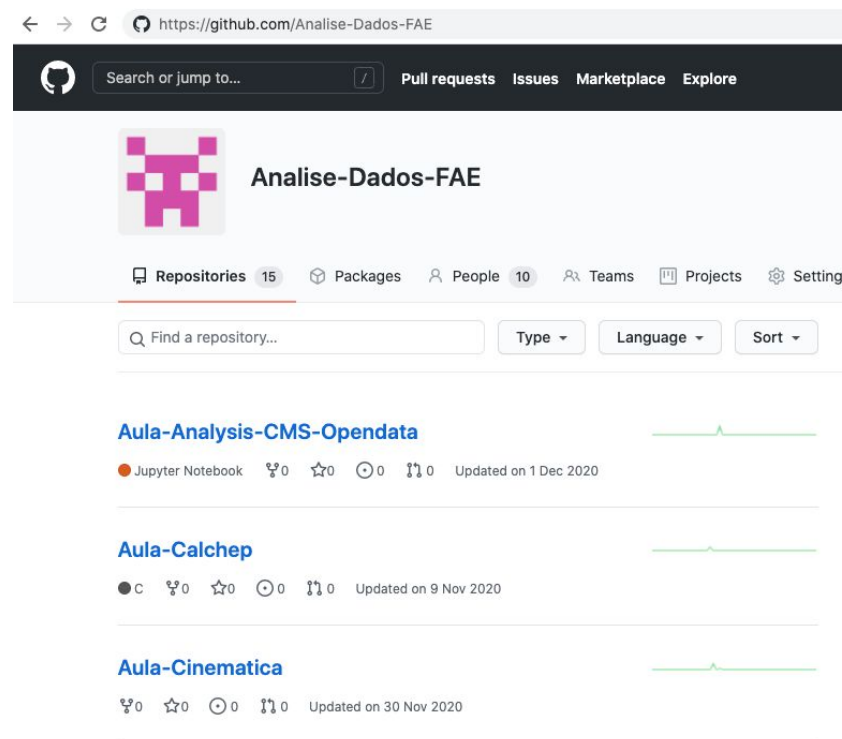 https://github.com/Analise-Dados-FAE
Search or jump to... / Pull requests Issues Marketplace Explore
Analise-Dados-FAE
Repositories 15 Packages People 10 Teams Projects Setting
Find a repository... Type Language Sort
Aula-Analysis-CMS-Opendata
Jupyter Notebook 0 0 0 0 Updated on 1 Dec 2020
Aula-Calchep
C 0 0 0 0 Updated on 9 Nov 2020
Aula-Cinematica
0 0 0 0 Updated on 30 Nov 2020